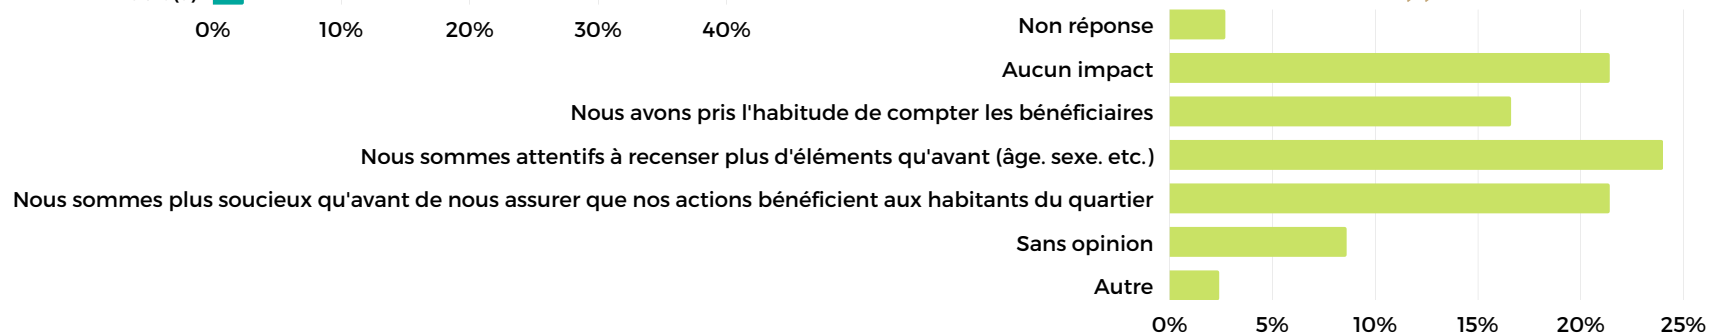 0% 10% 20% 30% 40%
Non réponse
Aucun impact
Nous avons pris l'habitude de compter les bénéficiaires
Nous sommes attentifs à recenser plus d'éléments qu'avant (âge. sexe. etc.)
Nous sommes plus soucieux qu'avant de nous assurer que nos actions bénéficient aux habitants du quartier
Sans opinion
Autre
0% 5% 10% 15% 20% 25%